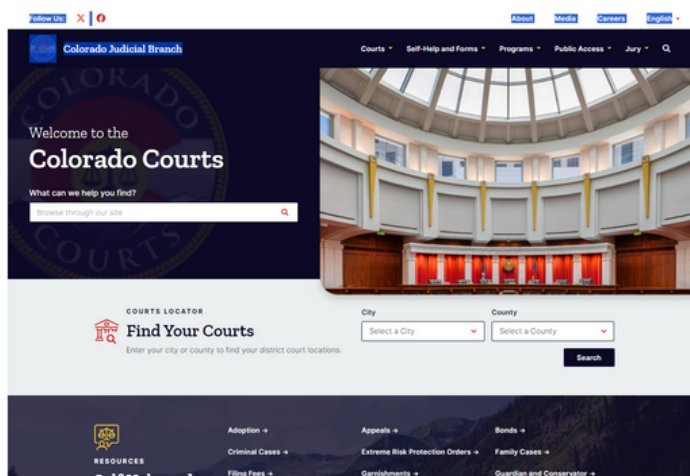 Follow Us:
About Media Careers English
Colorado Judicial Branch
Courts Self-Help and Forms Programs Public Access Jury
COLORADO
COURTS
Welcome to the
Colorado Courts
What can we help you find?
Browse through our site
COURTS LOCATOR
Find Your Courts
Enter your city or county to find your district court locations.
City
Select a City
County
Select a County
Search
RESOURCES
Adoption →
Appeals →
Bonds →
Criminal Cases →
Extreme Risk Protection Orders →
Family Cases →
Filing Fees →
Garnishments →
Guardian and Conservator →